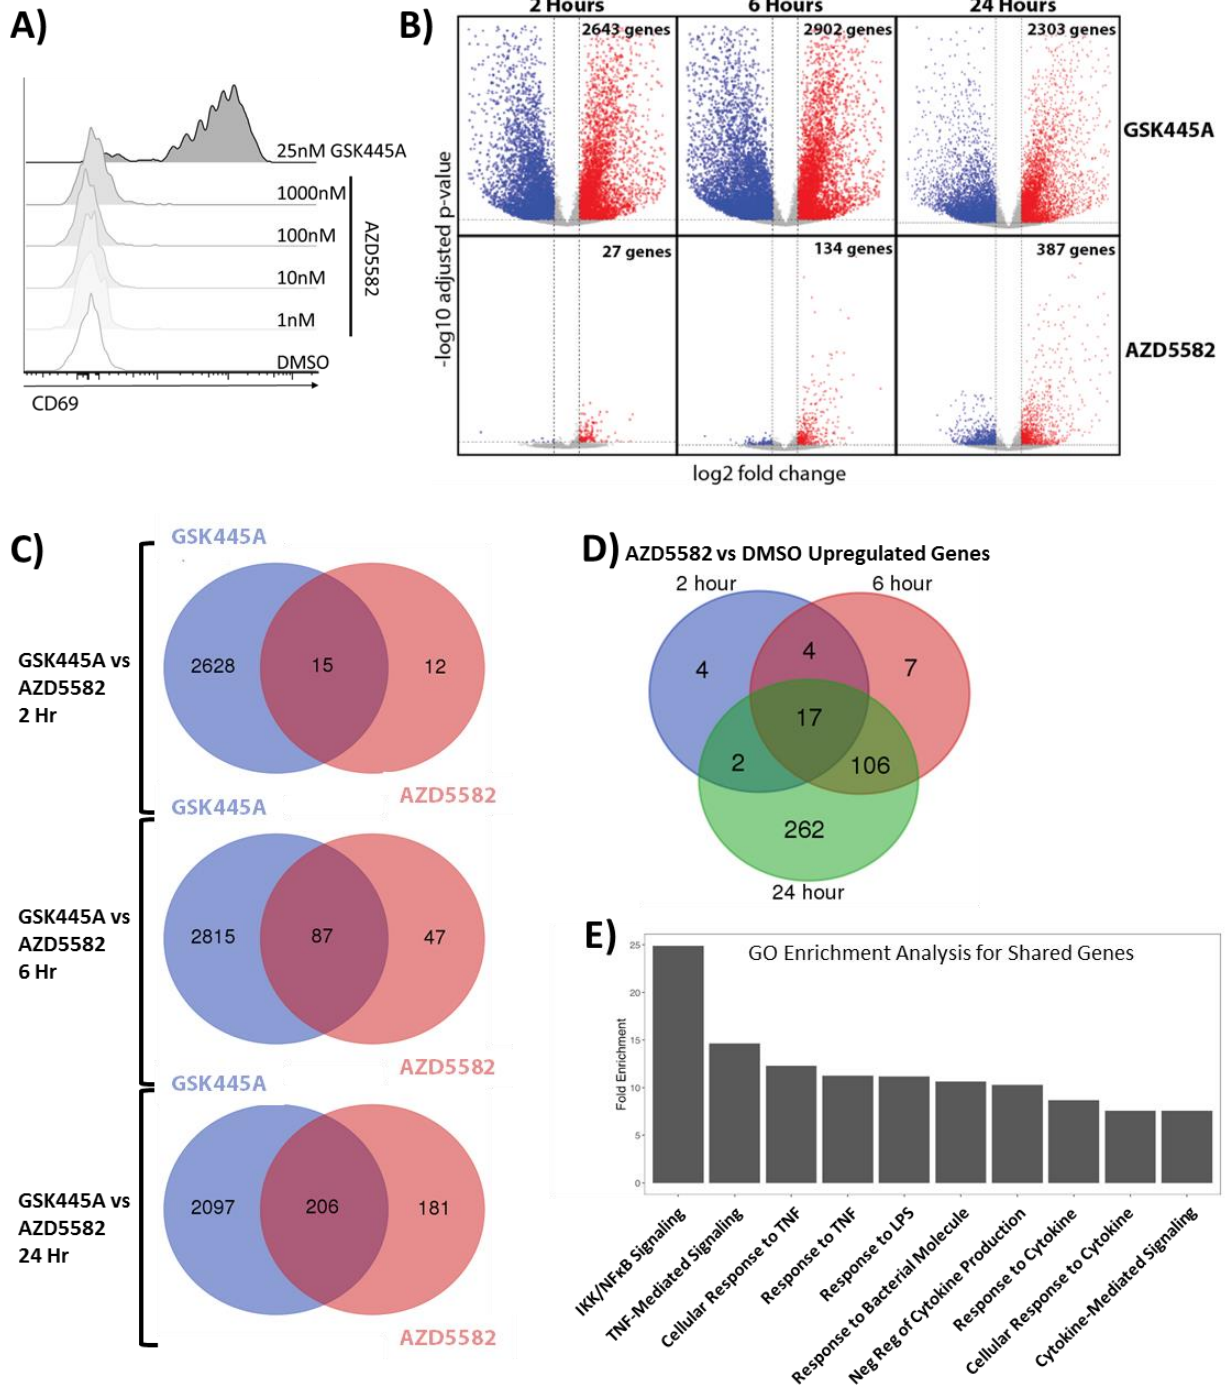 A)
25nM GSK445A
1000nM
100nM
10nM
1nM
DMSO
AZD5582
CD69
B)
2 Hours
6 Hours
24 Hours
2643 genes
2902 genes
2303 genes
GSK445A
27 genes
134 genes
387 genes
AZD5582
-log10 adjusted p-value
log2 fold change
C)
GSK445A
GSK445A vs
AZD5582
2 Hr
2628
15
12
AZD5582
GSK445A
GSK445A vs
AZD5582
6 Hr
2815
87
47
AZD5582
GSK445A
GSK445A vs
AZD5582
24 Hr
2097
206
181
AZD5582
D)
AZD5582 vs DMSO Upregulated Genes
2 hour
6 hour
4
4
7
17
2
106
262
24 hour
E)
GO Enrichment Analysis for Shared Genes
Fold Enrichment
25
20
15
10
5
0
IKK/NFκB Signaling
TNF-Mediated Signaling
Cellular Response to TNF
Response to TNF
Response to LPS
Response to Bacterial Molecule
Neg Reg of Cytokine Production
Response to Cytokine
Cellular Response to Cytokine
Cytokine-Mediated Signaling